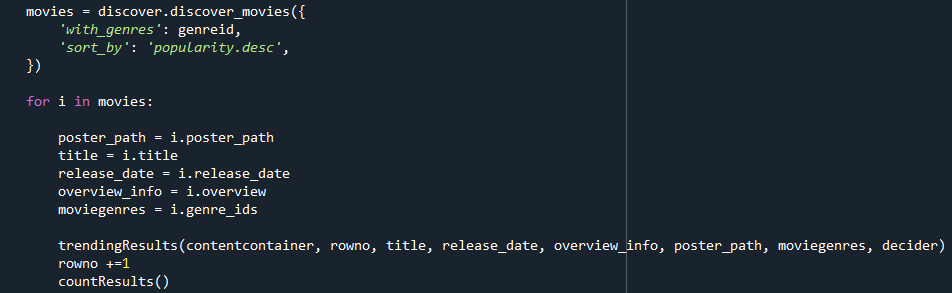 movies = discover.discover_movies({
'with_genres': genreid,
'sort_by': 'popularity.desc',
})
for i in movies:
poster_path = i.poster_path
title = i.title
release_date = i.release_date
overview_info = i.overview
moviegenres = i.genre_ids
trendingResults(contentcontainer, rowno, title, release_date, overview_info, poster_path, moviegenres, decider)
rowno +=1
countResults()